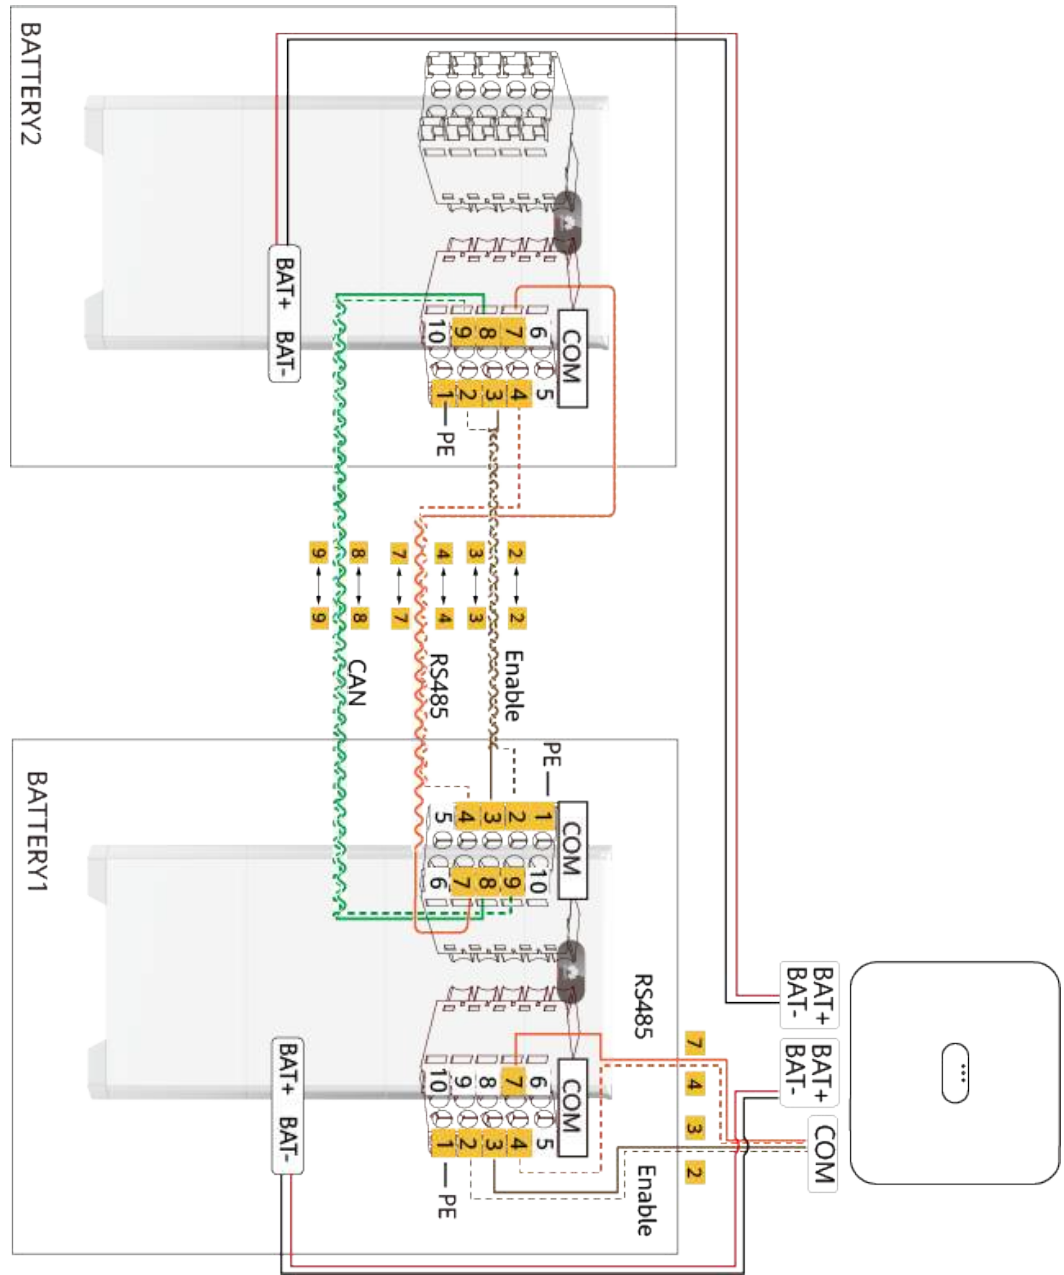 BAT+
BAT-
BAT+
BAT-
COM
7 4 3 2
RS485
Enable
COM
6 5
7 4
8 3
9 2
10 1
PE
2 2
3 3
4 4
7 7
8 8
9 9
Enable
RS485
CAN
PE
COM
1 10
2 9
3 8
4 7
5 6
COM
6 5
7 4
8 3
9 2
10 1
PE
BAT+ BAT-
BAT+ BAT-
BATTERY2
BATTERY1